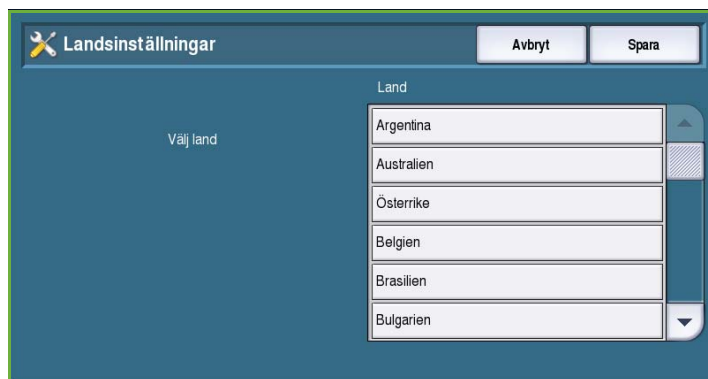 Landsinställningar
Avbryt
Spara
Land
Välj land
Argentina
Australien
Österrike
Belgien
Brasilien
Bulgarien